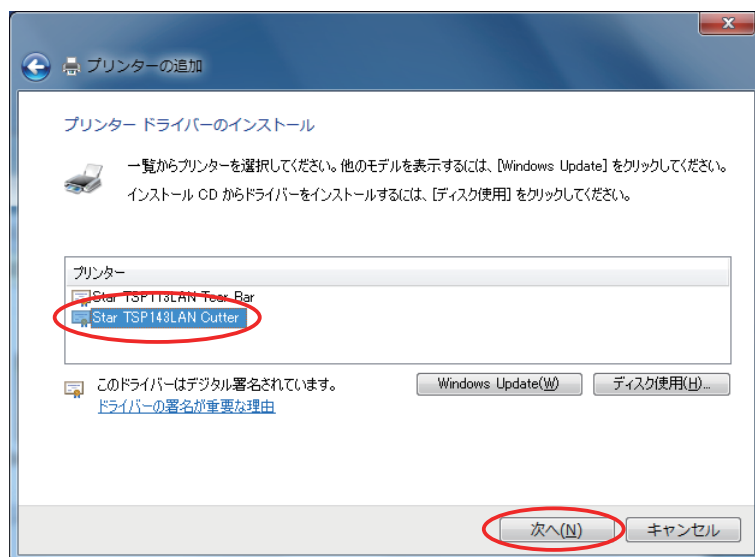 プリンターの追加
プリンター ドライバーのインストール
一覧からプリンターを選択してください。他のモデルを表示するには、[Windows Update] をクリックしてください。
インストール CD からドライバーをインストールするには、[ディスク使用] をクリックしてください。
プリンター
Star TSP113LAN Tear Bar
Star TSP143LAN Cutter
このドライバーはデジタル署名されています。
Windows Update(W)
ディスク使用(H)...
ドライバーの署名が重要な理由
次へ(N)
キャンセル